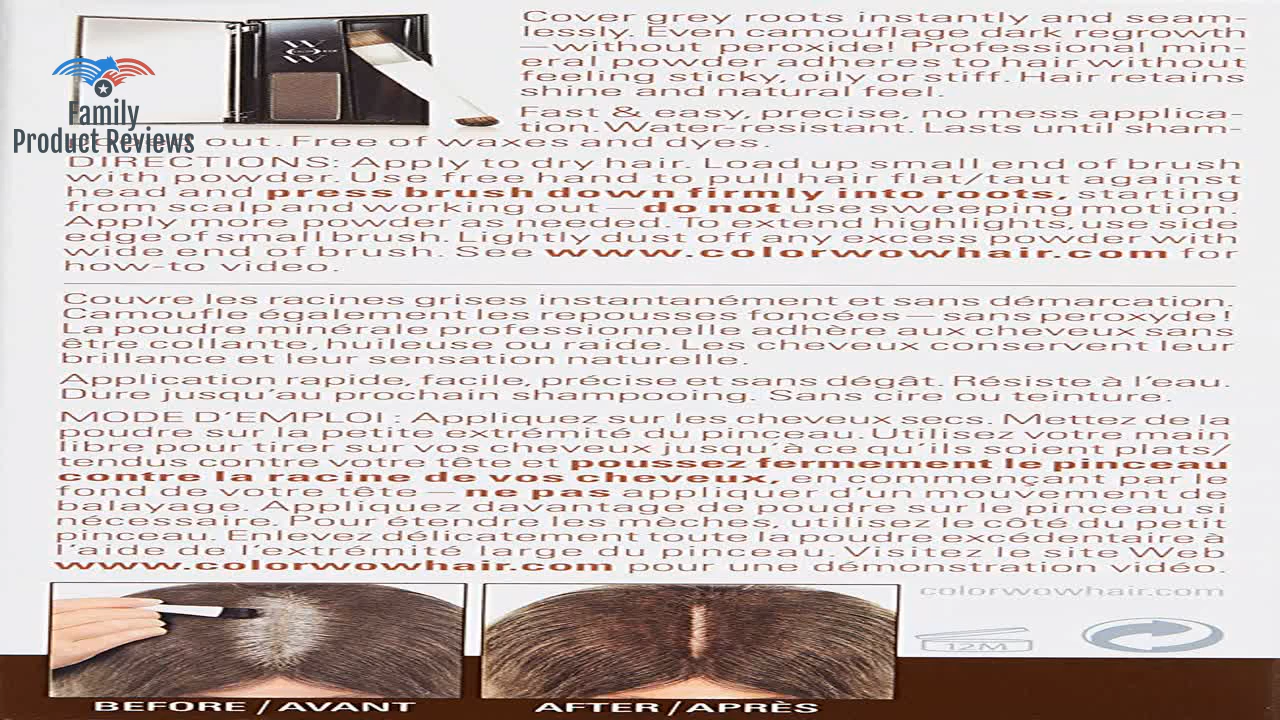 Cover grey roots instantly and seam-
lessly. Even camouflage dark regrowth
—without peroxide! Professional min-
eral powder adheres to hair without
feeling sticky, oily or stiff. Hair retains
shine and natural feel.
Fast & easy, precise, no mess applica-
tion. Water-resistant. Lasts until sham-
out. Free of waxes and dyes.
Family
Product Reviews
DIRECTIONS: Apply to dry hair. Load up small end of brush
with powder. Use free hand to pull hair flat/taut against
head and press brush down firmly into roots, starting
from scalp and working out — do not use sweeping motion.
Apply more powder as needed. To extend highlights, use side
edge of small brush. Lightly dust off any excess powder with
wide end of brush. See www.colorwowhair.com for
how-to video.
Couvre les racines grises instantanément et sans démarcation.
Camoufle également les repousses foncées — sans peroxyde!
La poudre minérale professionnelle adhère aux cheveux sans
être collante, huileuse ou raide. Les cheveux conservent leur
brillance et leur sensation naturelle.
Application rapide, facile, précise et sans dégât. Résiste à l'eau.
Dure jusqu'au prochain shampooing. Sans cire ou teinture.
MODE D'EMPLOI : Appliquez sur les cheveux secs. Mettez de la
poudre sur la petite extrémité du pinceau. Utilisez votre main
libre pour tirer sur vos cheveux jusqu'à ce qu'ils soient plats/
tendus contre votre tête et poussez fermement le pinceau
contre la racine de vos cheveux, en commençant par le
fond de votre tête — ne pas appliquer d'un mouvement de
balayage. Appliquez davantage de poudre sur le pinceau si
nécessaire. Pour étendre les mèches, utilisez le côté du petit
pinceau. Enlevez délicatement toute la poudre excédentaire à
l'aide de l'extrémité large du pinceau. Visitez le site Web
www.colorwowhair.com pour une démonstration vidéo.
colorwowhair.com
12M
BEFORE / AVANT
AFTER / APRÈS